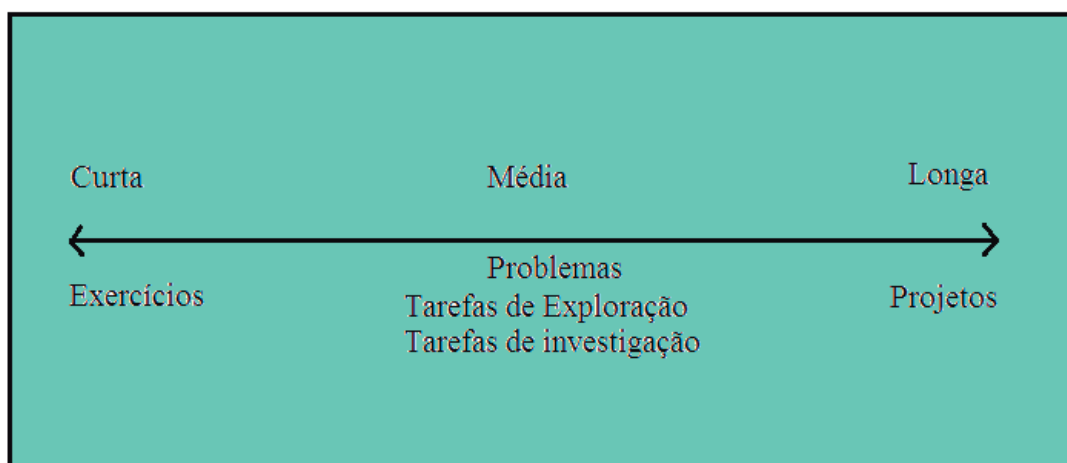 Curta Média Longa
Problemas
Exercícios Projetos
Tarefas de Exploração
Tarefas de investigação